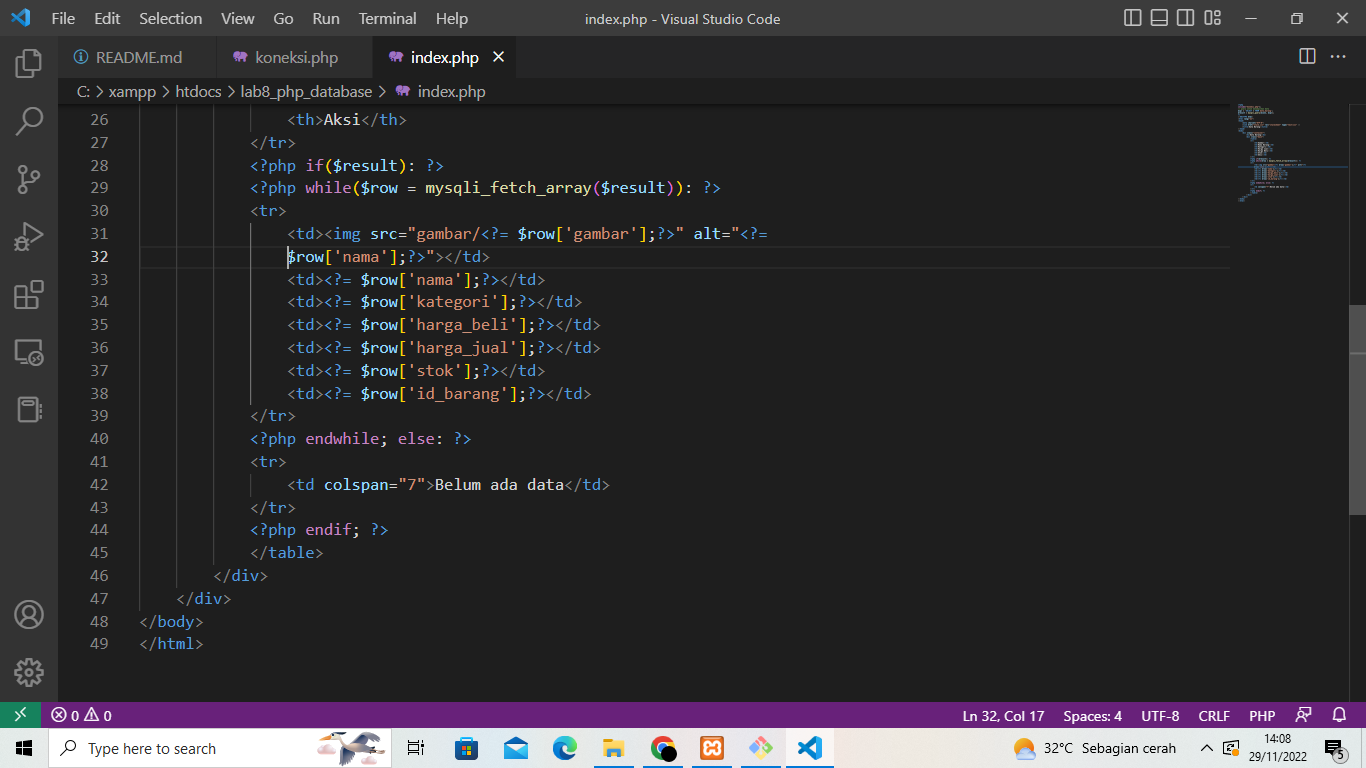 File Edit Selection View Go Run Terminal Help index.php - Visual Studio Code
README.md koneksi.php index.php
C: > xampp > htdocs > lab8_php_database > index.php
26 <th>Aksi</th>
27 </tr>
28 <?php if($result): ?>
29 <?php while($row = mysqli_fetch_array($result)): ?>
30 <tr>
31 <td><img src="gambar/<?= $row['gambar'];?>" alt="<?=
32 $row['nama'];?>"></td>
33 <td><?= $row['nama'];?></td>
34 <td><?= $row['kategori'];?></td>
35 <td><?= $row['harga_beli'];?></td>
36 <td><?= $row['harga_jual'];?></td>
37 <td><?= $row['stok'];?></td>
38 <td><?= $row['id_barang'];?></td>
39 </tr>
40 <?php endwhile; else: ?>
41 <tr>
42 <td colspan="7">Belum ada data</td>
43 </tr>
44 <?php endif; ?>
45 </table>
46 </div>
47 </div>
48 </body>
49 </html>
0 0 Ln 32, Col 17 Spaces: 4 UTF-8 CRLF PHP
Type here to search 32°C Sebagian cerah 14:08
29/11/2022 5